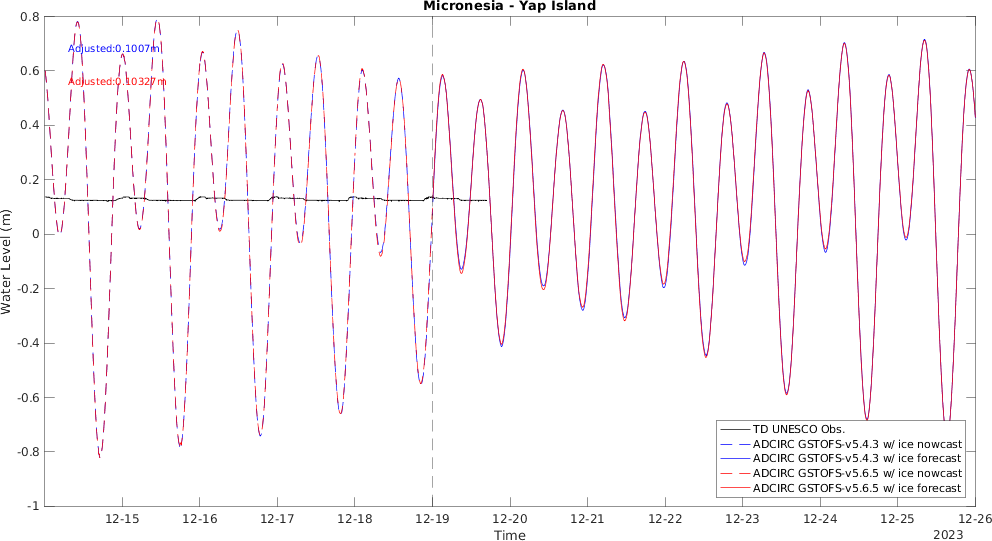 Micronesia - Yap Island
Adjusted:0.1007m
Adjusted:0.10327m
Water Level (m)
0.8
0.6
0.4
0.2
0
-0.2
-0.4
-0.6
-0.8
-1
TD UNESCO Obs.
ADCIRC GSTOFS-v5.4.3 w/ ice nowcast
ADCIRC GSTOFS-v5.4.3 w/ ice forecast
ADCIRC GSTOFS-v5.6.5 w/ ice nowcast
ADCIRC GSTOFS-v5.6.5 w/ ice forecast
12-15 12-16 12-17 12-18 12-19 12-20 12-21 12-22 12-23 12-24 12-25 12-26
Time
2023